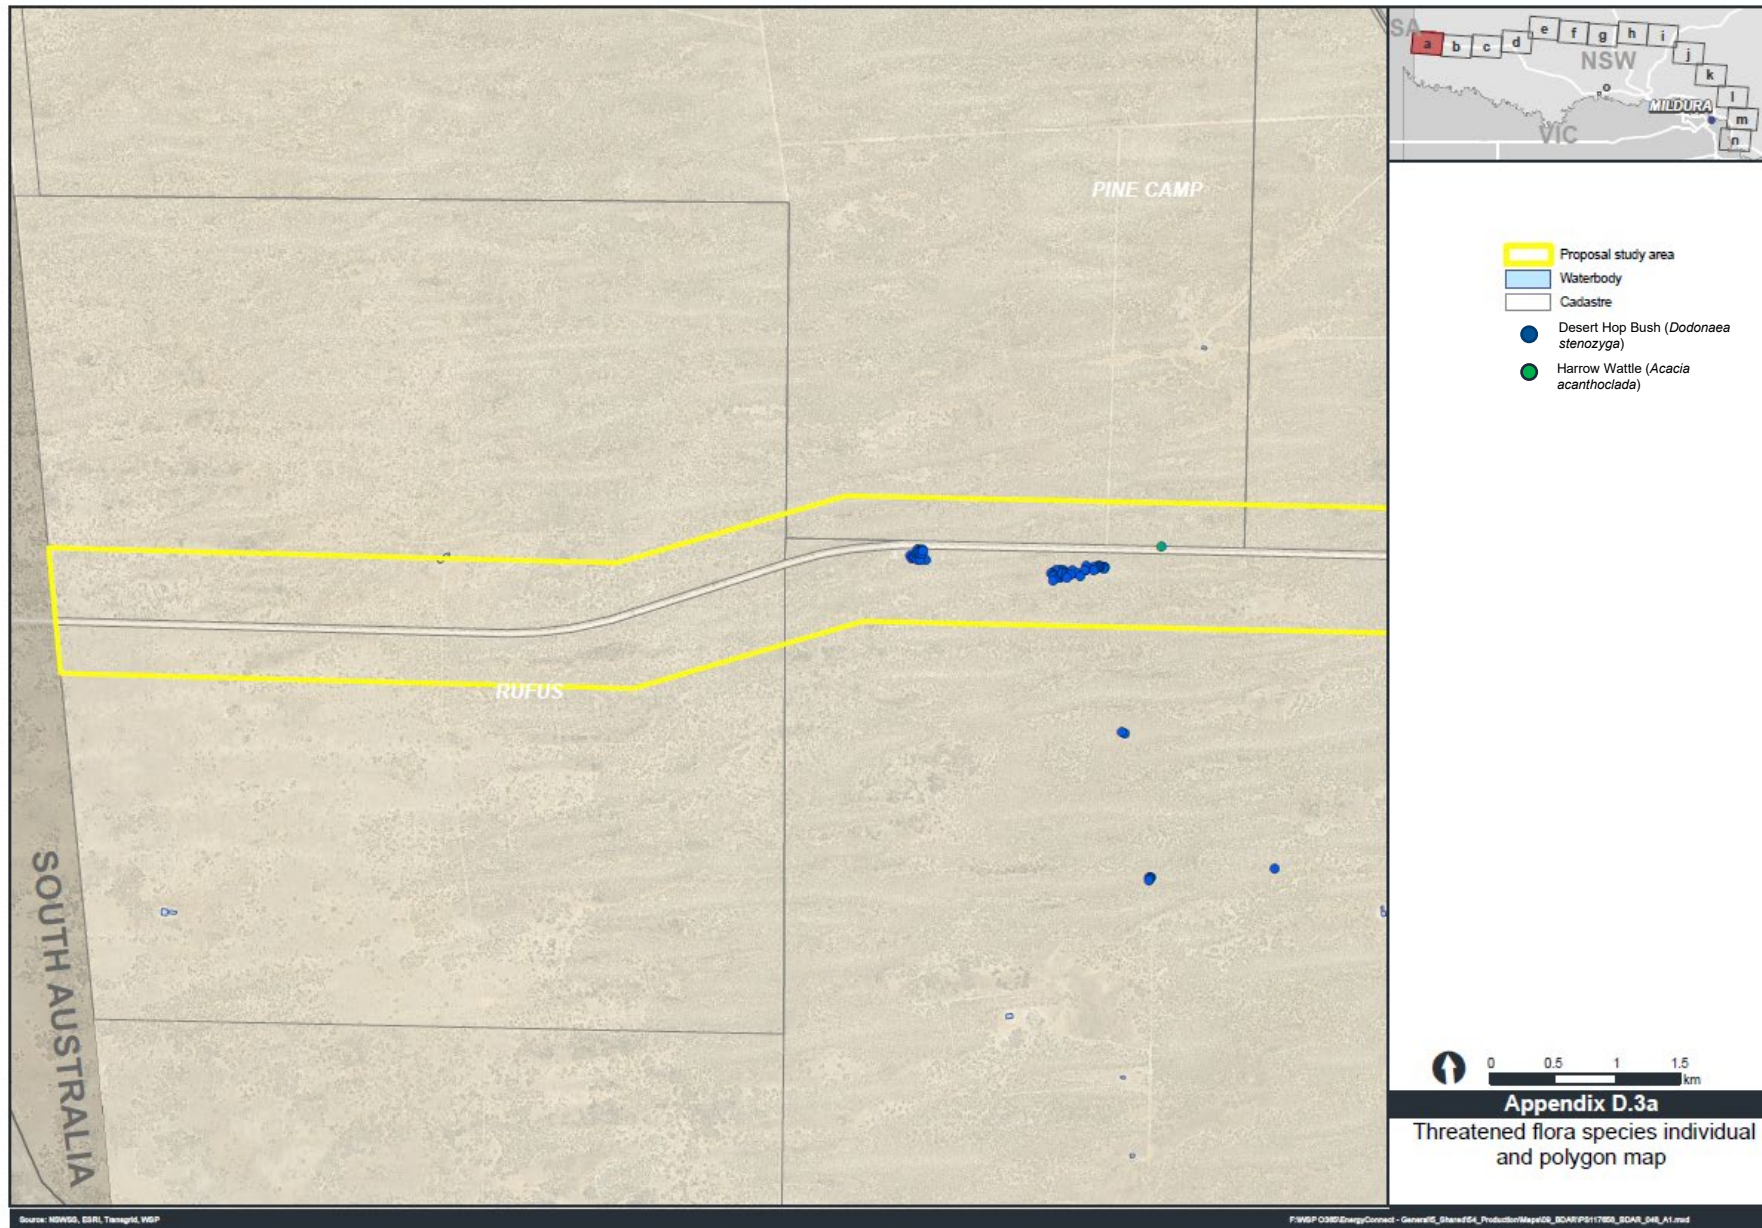 SA
a
b
c
d
e
f
g
h
i
j
k
l
m
n
o
NSW
MILDURA
VIC
PINE CAMP
RUFUS
SOUTH AUSTRALIA
Proposal study area
Waterbody
Cadastre
Desert Hop Bush (Dodonaea
stenozyga)
Harrow Wattle (Acacia
acanthoclada)
0 0.5 1 1.5
km
Appendix D.3a
Threatened flora species individual
and polygon map
Source: NSWSS, ESRI, Transgrid, WSP